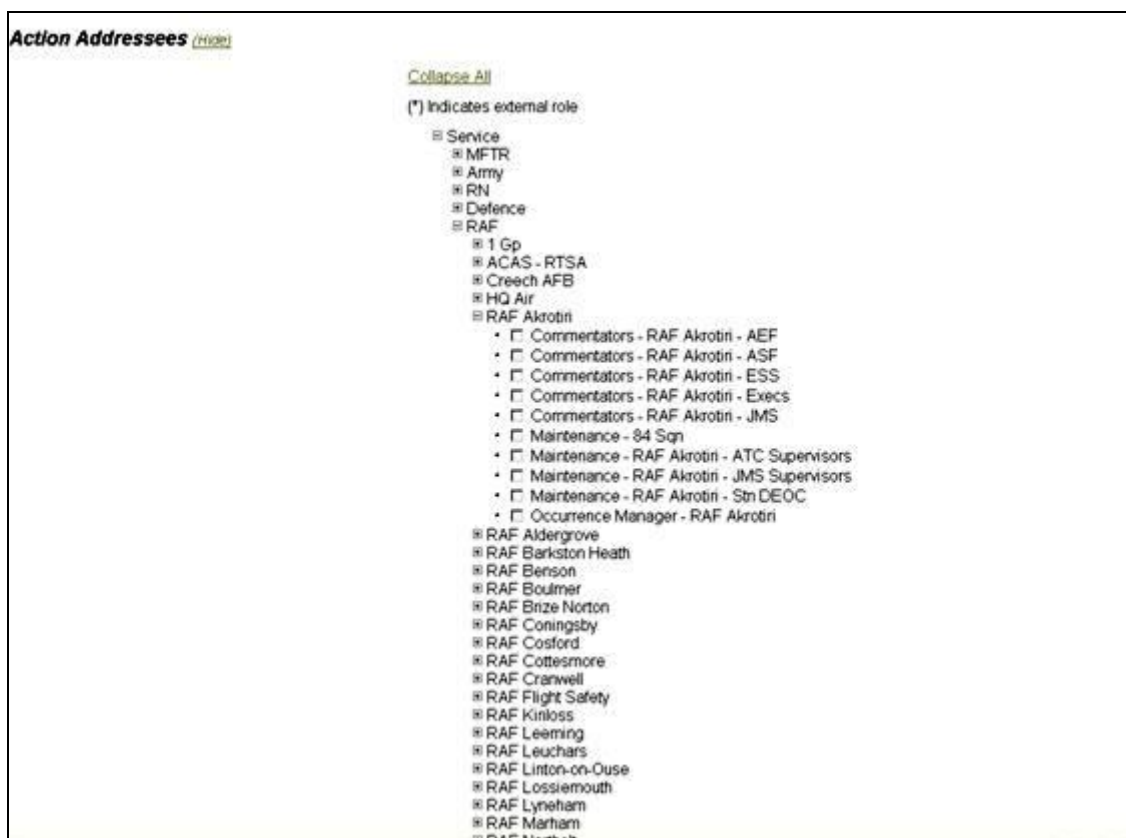 Action Addressees (Hide)
Collapse All
(*) Indicates external role
Service
MFTR
Army
RN
Defence
RAF
1 Gp
ACAS - RTSA
Creech AFB
HQ Air
RAF Akrotiri
Commentators - RAF Akrotiri - AEF
Commentators - RAF Akrotiri - ASF
Commentators - RAF Akrotiri - ESS
Commentators - RAF Akrotiri - Execs
Commentators - RAF Akrotiri - JMS
Maintenance - 84 Sqn
Maintenance - RAF Akrotiri - ATC Supervisors
Maintenance - RAF Akrotiri - JMS Supervisors
Maintenance - RAF Akrotiri - Stn DEOC
Occurrence Manager - RAF Akrotiri
RAF Aldergrove
RAF Barkston Heath
RAF Benson
RAF Boulmer
RAF Brize Norton
RAF Coningsby
RAF Cosford
RAF Cottesmore
RAF Cranwell
RAF Flight Safety
RAF Kinloss
RAF Leeming
RAF Leuchars
RAF Linton-on-Ouse
RAF Lossiemouth
RAF Lyneham
RAF Marham